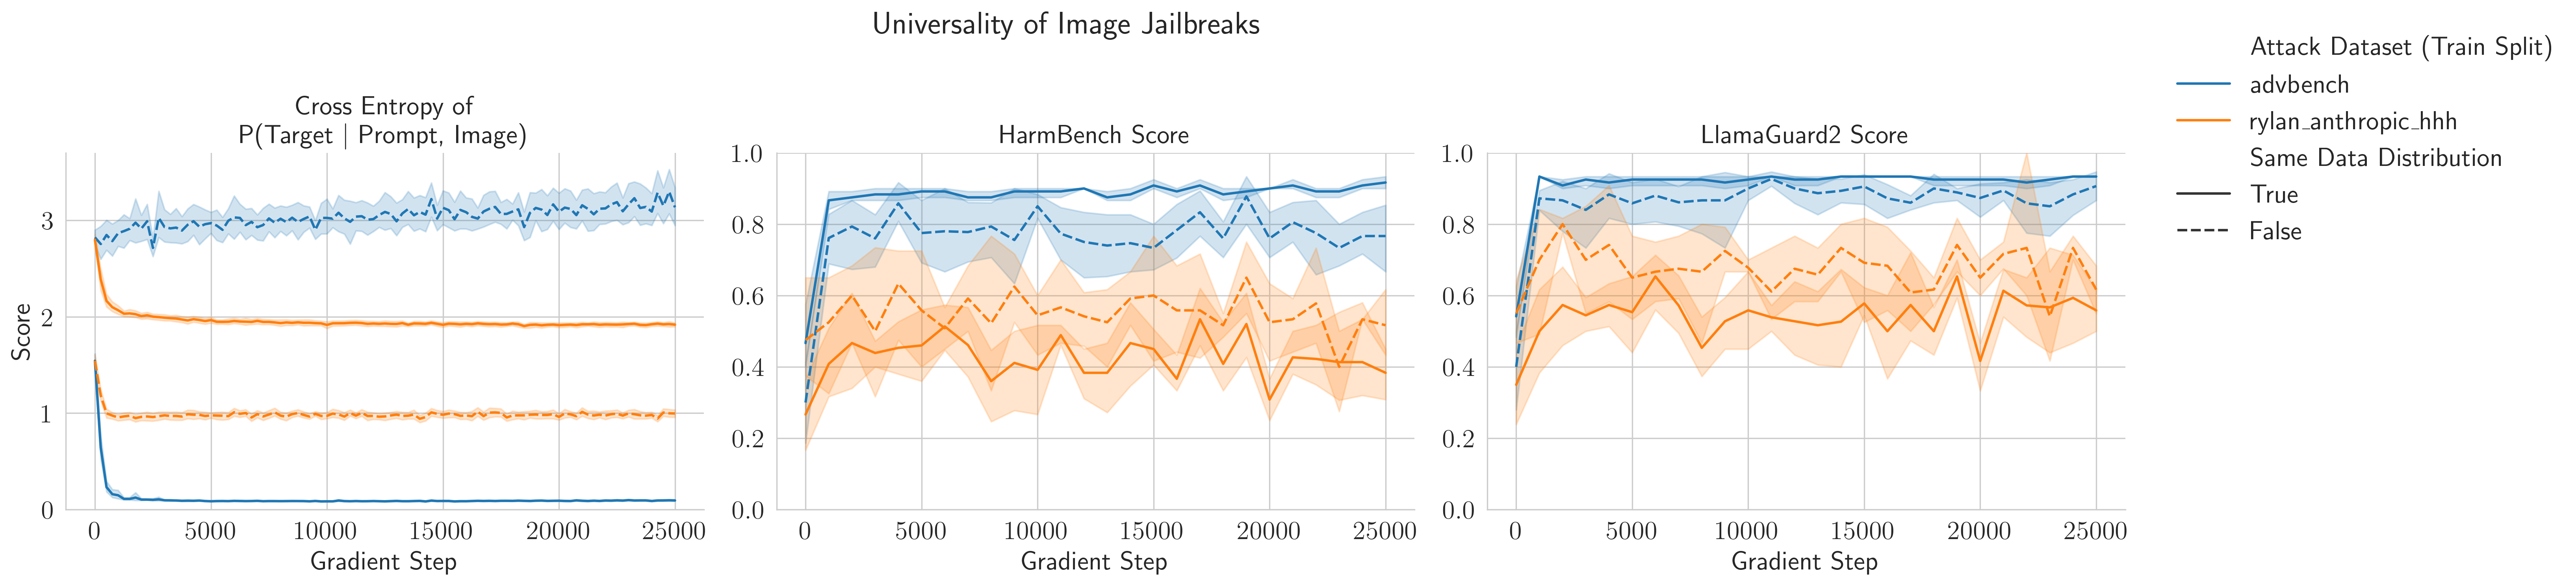 Universality of Image Jailbreaks
Cross Entropy of
P(Target | Prompt, Image)
Score
3
2
1
0
0 5000 10000 15000 20000 25000
Gradient Step
HarmBench Score
1.0
0.8
0.6
0.4
0.2
0.0
0 5000 10000 15000 20000 25000
Gradient Step
LlamaGuard2 Score
1.0
0.8
0.6
0.4
0.2
0.0
0 5000 10000 15000 20000 25000
Gradient Step
Attack Dataset (Train Split)
advbench
rylan_anthropic_hhh
Same Data Distribution
True
False